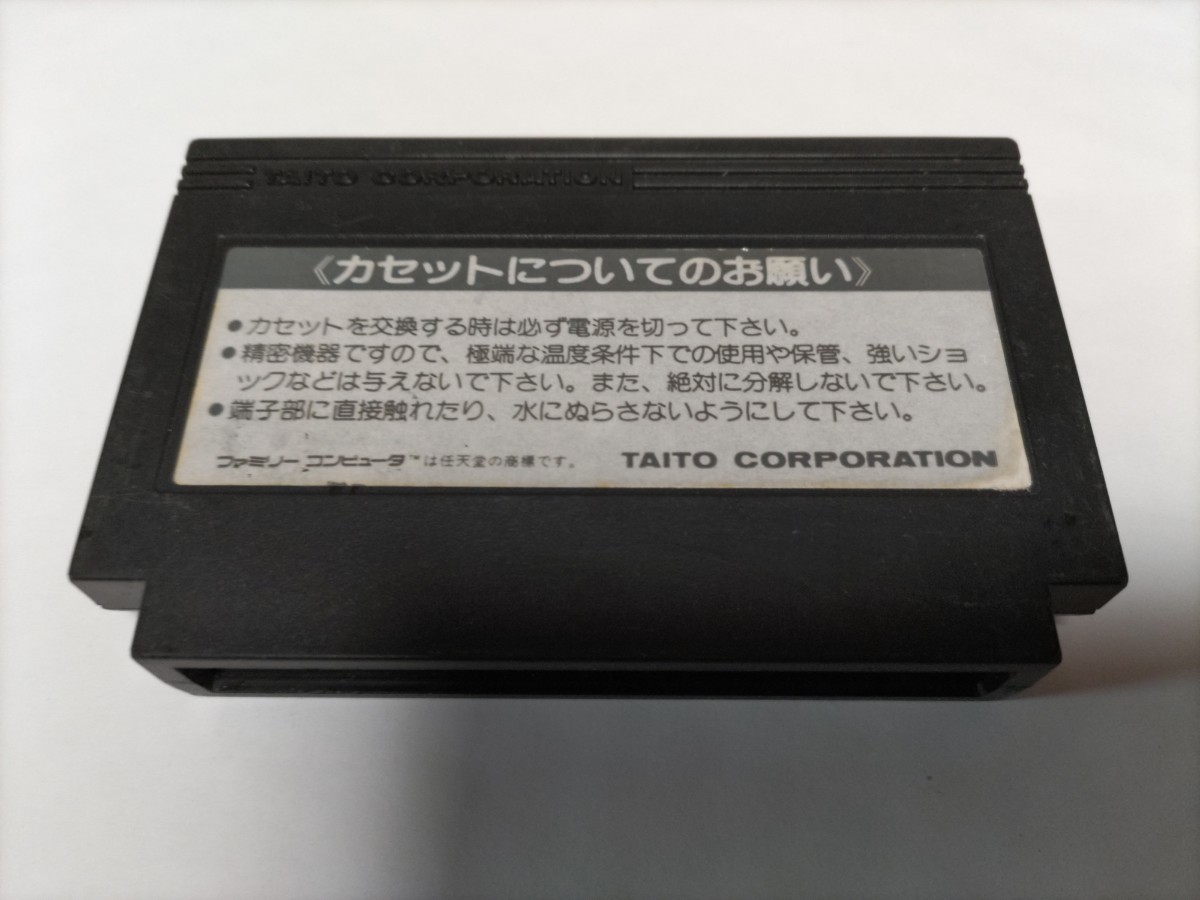 TAITO CORPORATION
《カセットについてのお願い》
●カセットを交換する時は必ず電源を切って下さい。
●精密機器ですので、極端な温度条件下での使用や保管、強いショ
ックなどは与えないで下さい。また、絶対に分解しないで下さい。
●端子部に直接触れたり、水にぬらさないようにして下さい。
ファミリーコンピュータ™は任天堂の商標です。 TAITO CORPORATION